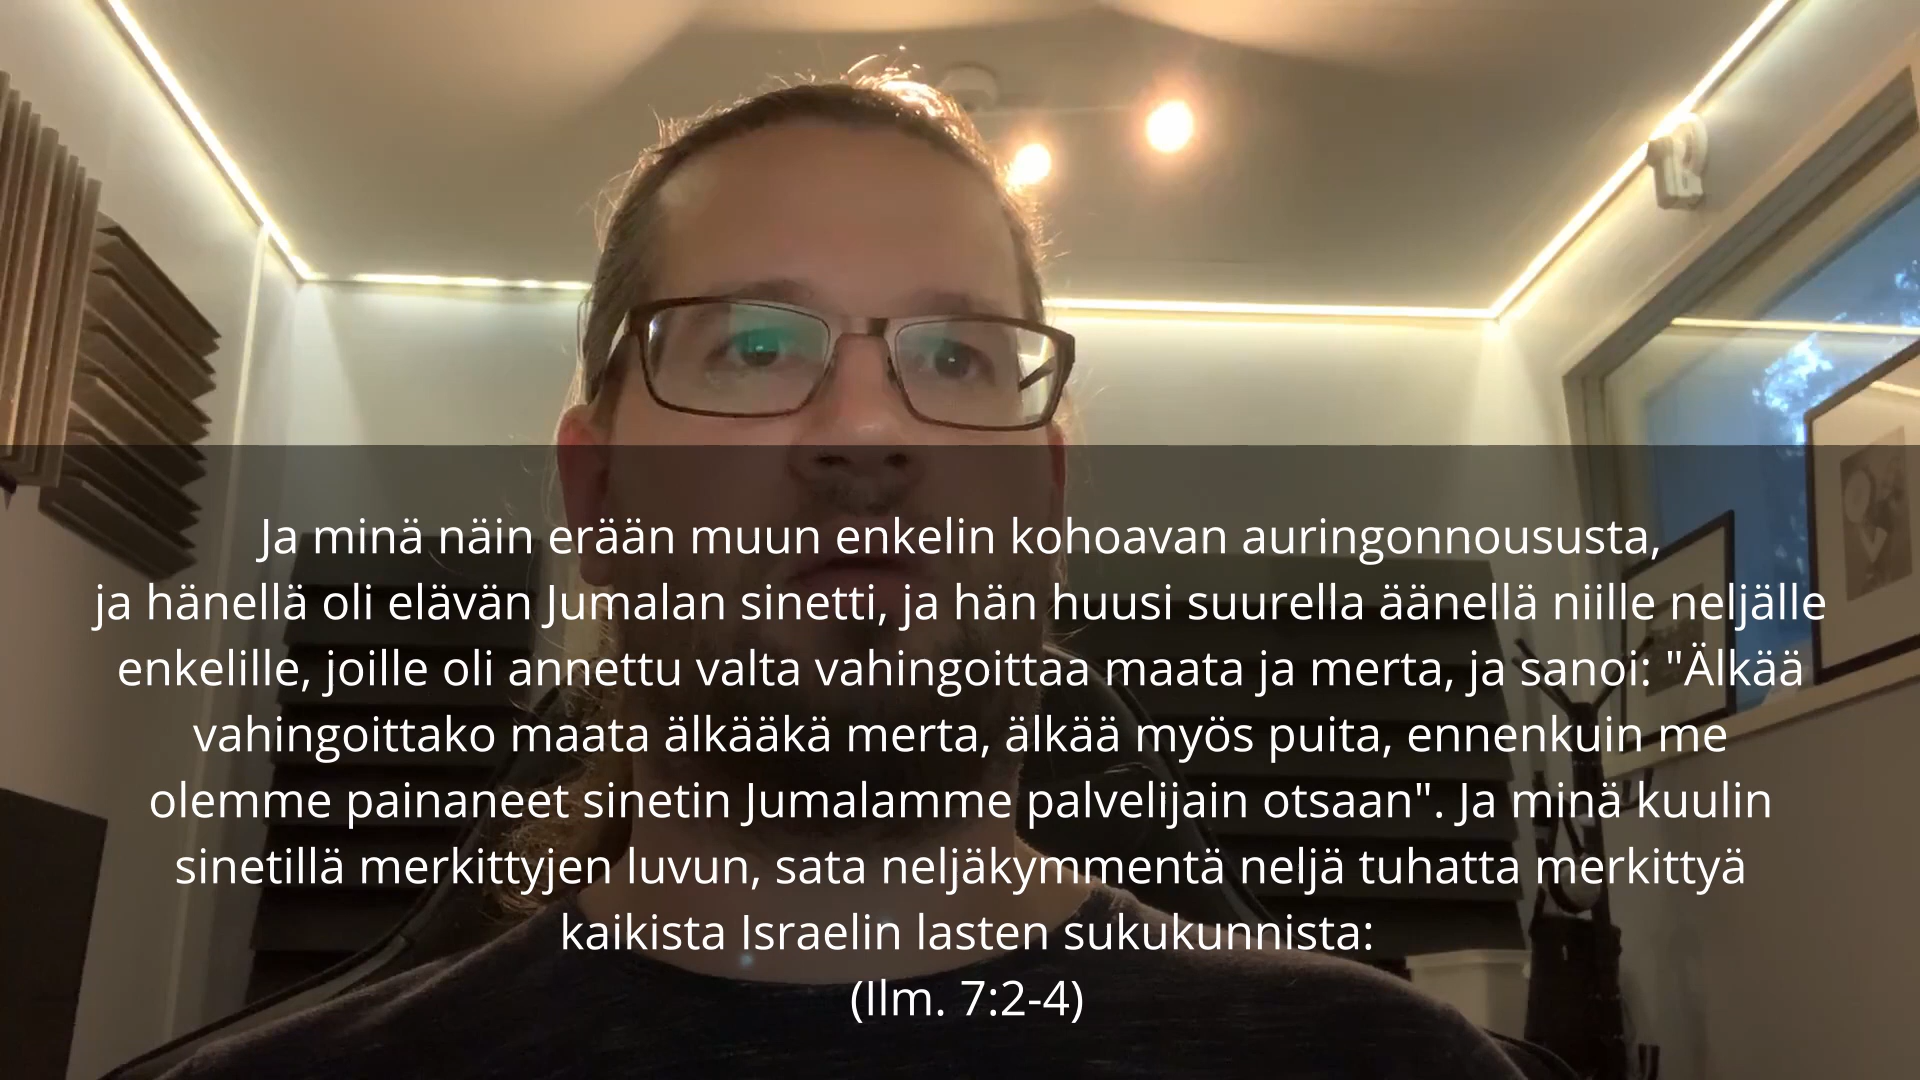 Ja minä näin erään muun enkelin kohoavan auringonnoususta,
ja hänellä oli elävän Jumalan sinetti, ja hän huusi suurella äänellä niille neljälle
enkelille, joille oli annettu valta vahingoittaa maata ja merta, ja sanoi: "Älkää
vahingoittako maata älkääkä merta, älkää myös puita, ennenkuin me
olemme painaneet sinetin Jumalamme palvelijain otsaan". Ja minä kuulin
sinetillä merkittyjen luvun, sata neljäkymmentä neljä tuhatta merkittyä
kaikista Israelin lasten sukukunnista:
(Ilm. 7:2-4)